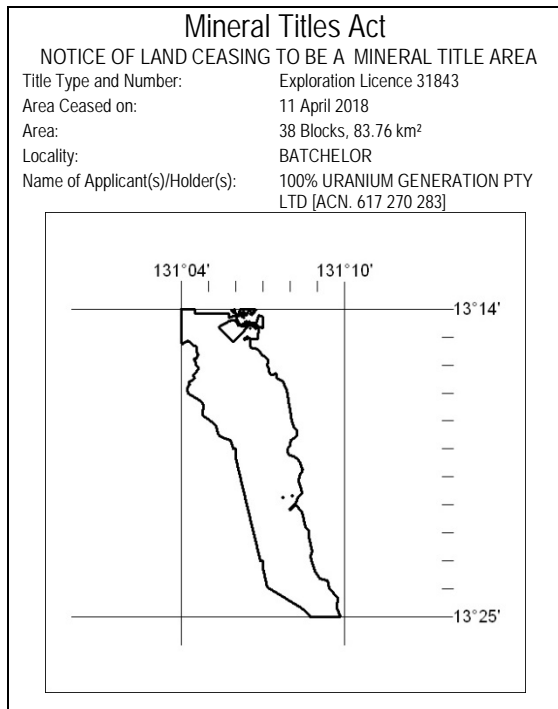 Mineral Titles Act
NOTICE OF LAND CEASING TO BE A MINERAL TITLE AREA
Title Type and Number: Exploration Licence 31843
Area Ceased on: 11 April 2018
Area: 38 Blocks, 83.76 km²
Locality: BATCHELOR
Name of Applicant(s)/Holder(s): 100% URANIUM GENERATION PTY
LTD [ACN. 617 270 283]
131°04' 131°10'
13°14'
13°25'